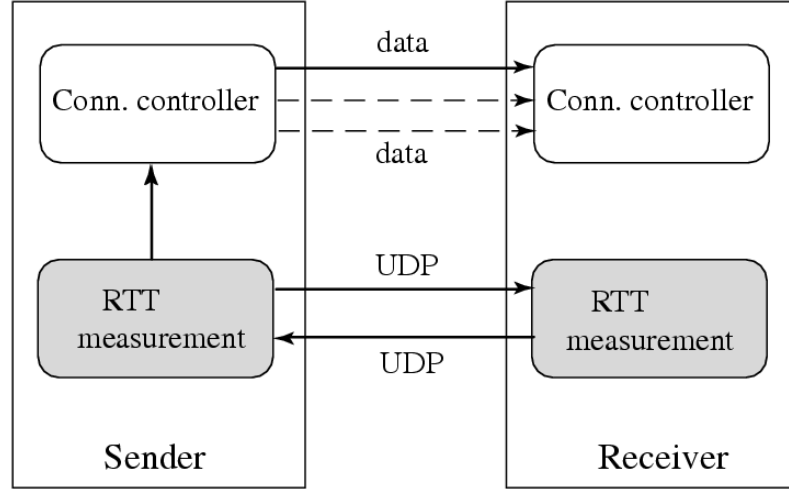 data
Conn. controller
Conn. controller
data
UDP
RTT
measurement
RTT
measurement
UDP
Sender
Receiver